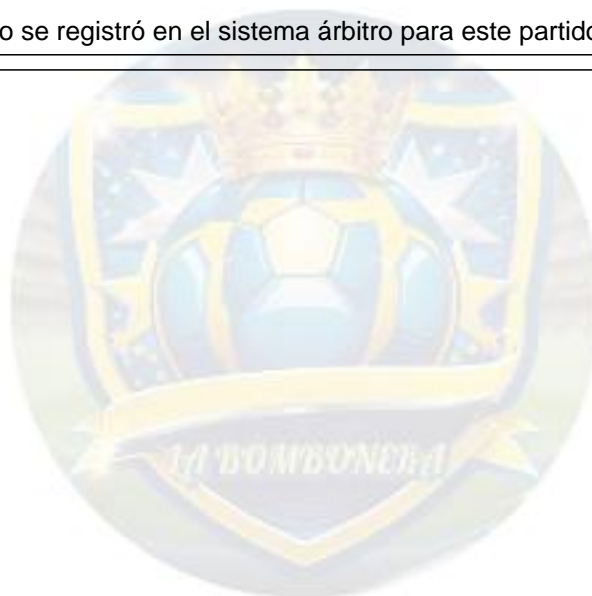 o se registró en el sistema árbitro para este partido
LA BOMBONERA